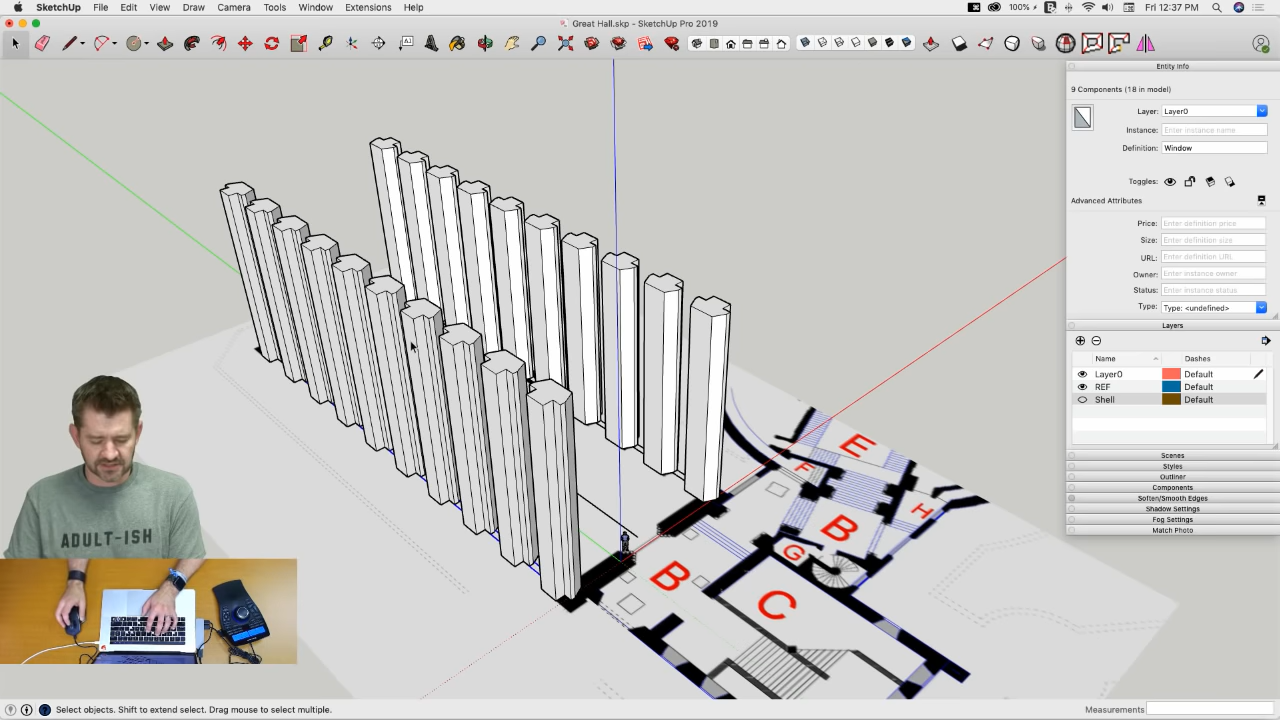 SketchUp File Edit View Draw Camera Tools Window Extensions Help
100% Fri 12:37 PM
Great Hall.skp - SketchUp Pro 2019
Entity Info
9 Components (18 in model)
Layer: Layer0
Instance: Enter instance name
Definition: Window
Toggles:
Advanced Attributes
Price: Enter definition price
Size: Enter definition size
URL: Enter definition URL
Owner: Enter instance owner
Status: Enter instance status
Type: Type: <undefined>
Layers
Name Dashes
Layer0 Default
REF Default
Shell Default
Scenes
Styles
Outliner
Components
Soften/Smooth Edges
Shadow Settings
Fog Settings
Match Photo
E
F
H
B
G
B
C
ADULT-ISH
Select objects. Shift to extend select. Drag mouse to select multiple.
Measurements